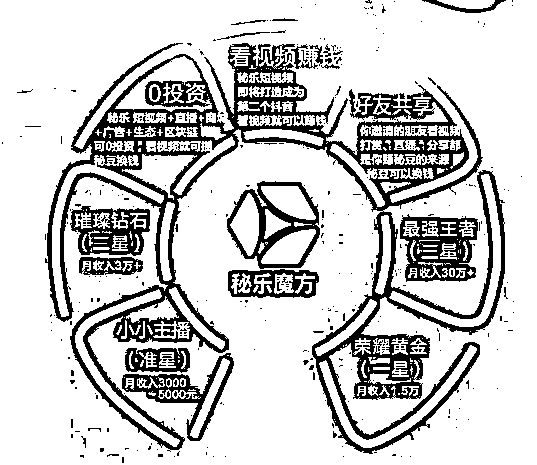 看视频赚钱
秘乐短视频
即将打造成为
第二个抖音
看视频就可以赚钱
0投资
秘乐 短视频+直播+商城
+广告+生态+区块链
可0投资 看视频就可攒
秘豆换钱
好友共享
你邀请的朋友看视频
打赏、直通、分享都
是你赚秘豆的来源
秘豆可以换钱
璀璨钻石
(二星)
月收入3万+
最强王者
(三星)
月收入30万+
秘乐魔方
小小主播
(准星)
月收入3000
~5000元
荣耀黄金
(一星)
月收入1.5万